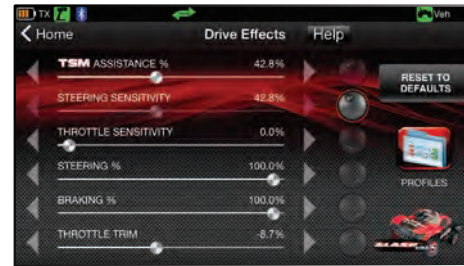 TX Veh
Home Drive Effects Help
TSM ASSISTANCE % 42.8%
STEERING SENSITIVITY 42.8%
THROTTLE SENSITIVITY 0.0%
STEERING % 100.0%
BRAKING % 100.0%
THROTTLE TRIM -8.7%
RESET TO
DEFAULTS
PROFILES
SLASH